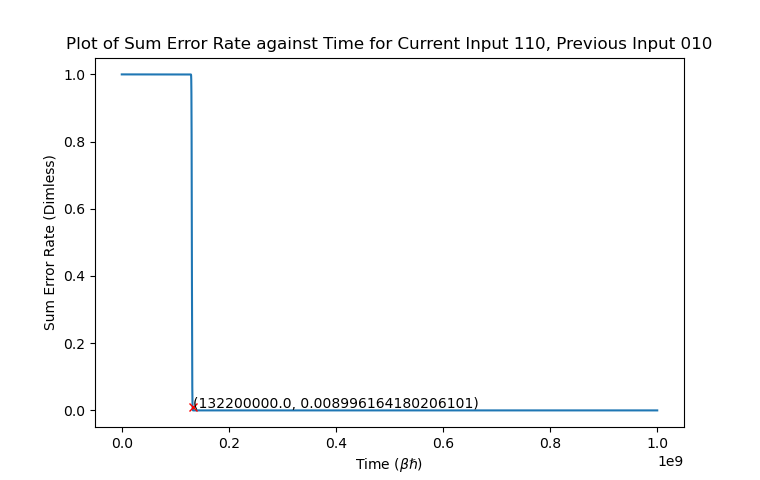 Plot of Sum Error Rate against Time for Current Input 110, Previous Input 010
1.0
0.8
0.6
0.4
0.2
0.0
Sum Error Rate (Dimless)
(132200000.0, 0.008996164180206101)
0.0 0.2 0.4 0.6 0.8 1.0
1e9
Time (βħ)